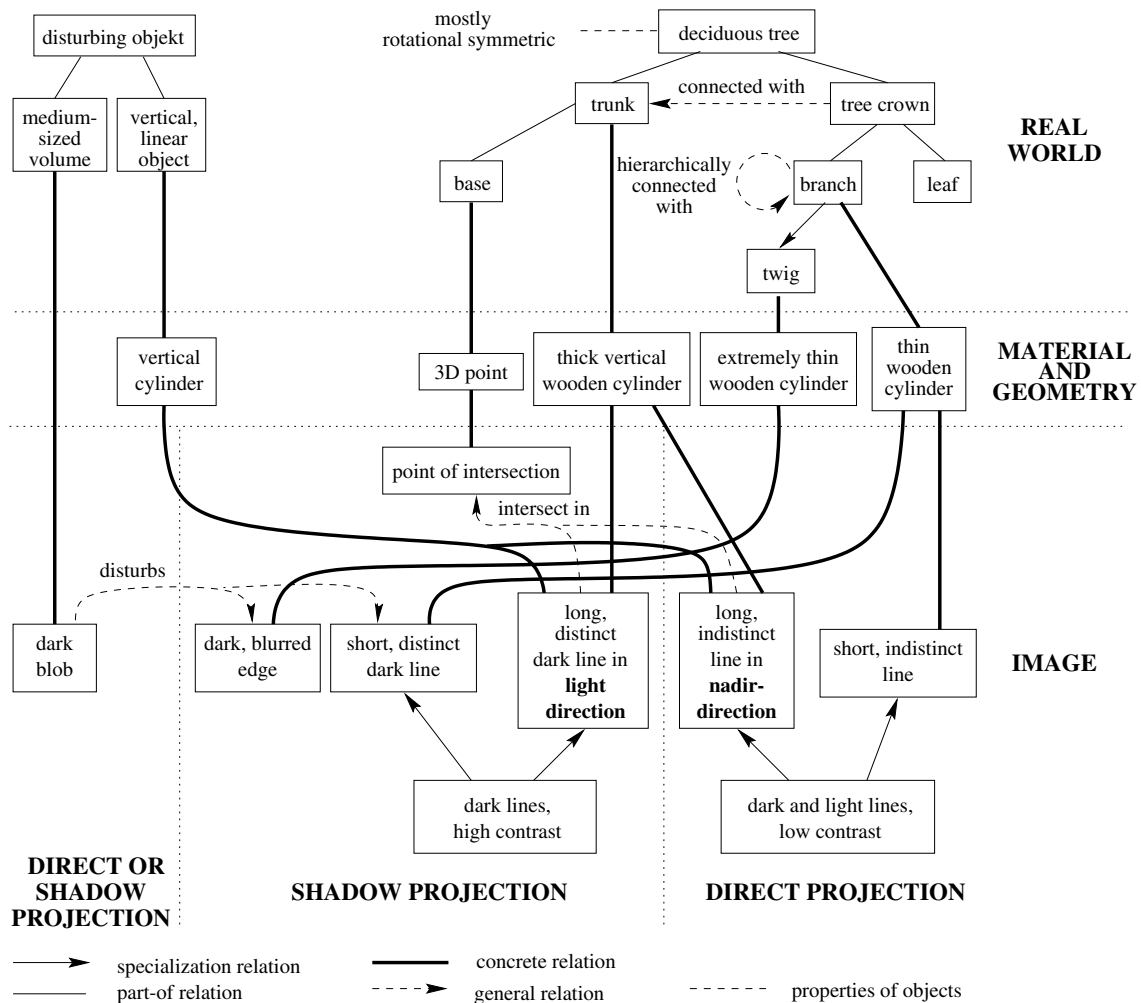 mostly
rotational symmetric
disturbing objekt
deciduous tree
medium-
sized
volume
vertical,
linear
object
trunk
connected with
tree crown
REAL
WORLD
base
hierarchically
connected
with
branch
leaf
twig
vertical
cylinder
3D point
thick vertical
wooden cylinder
extremely thin
wooden cylinder
thin
wooden
cylinder
MATERIAL
AND
GEOMETRY
point of intersection
intersect in
disturbs
dark
blob
dark, blurred
edge
short, distinct
dark line
long,
distinct
dark line in
light
direction
long,
indistinct
line in
nadir-
direction
short, indistinct
line
IMAGE
dark lines,
high contrast
dark and light lines,
low contrast
DIRECT OR
SHADOW
PROJECTION
SHADOW PROJECTION
DIRECT PROJECTION
specialization relation
concrete relation
part-of relation
general relation
properties of objects